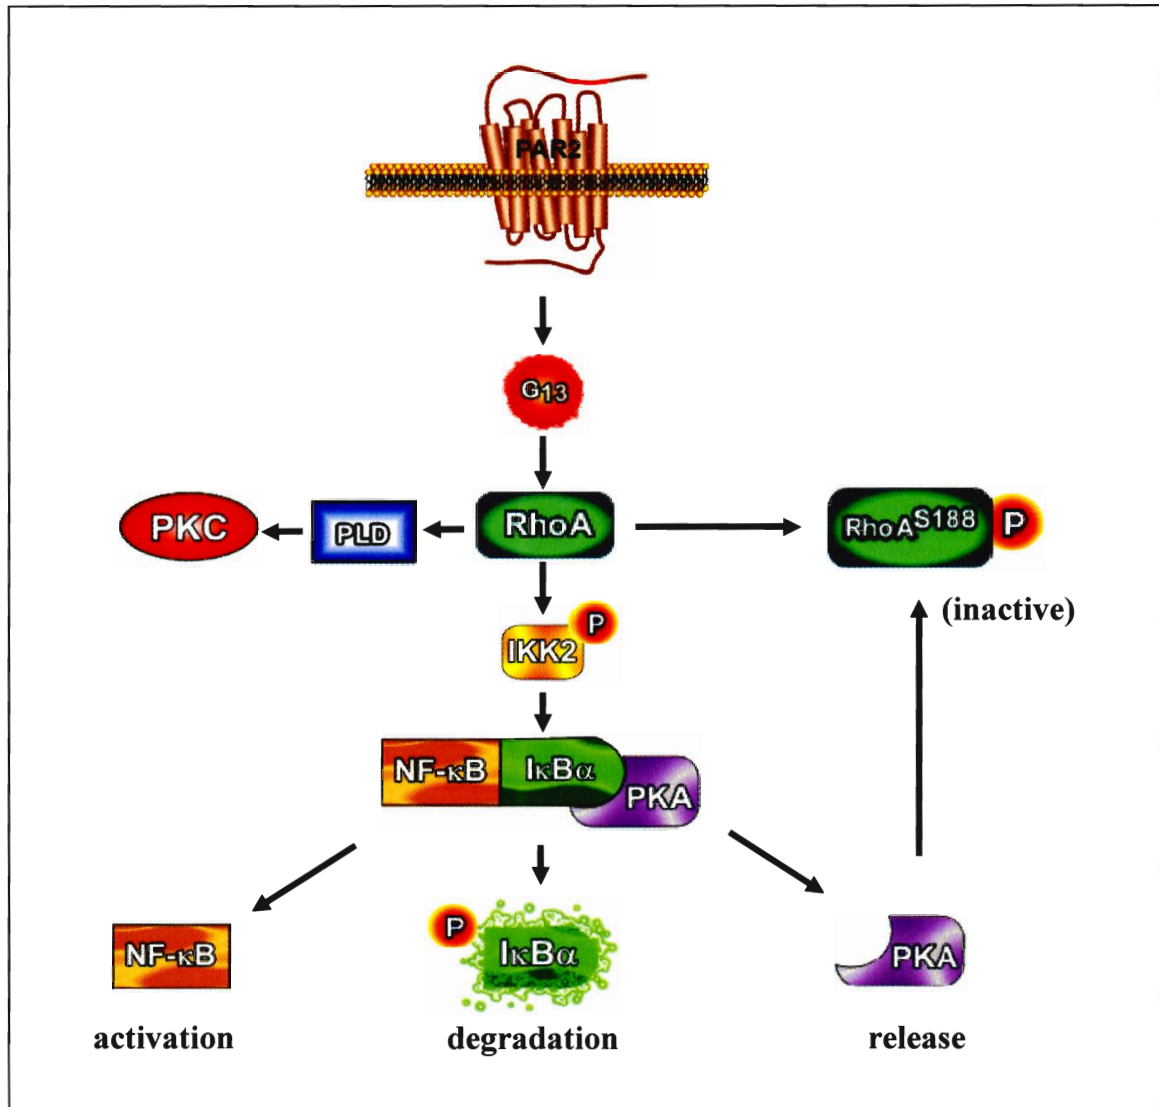 PAR2
G13
PKC
PLD
RhoA
RhoA S188
P
(inactive)
P
IKK2
NF-κB
IκBα
PKA
P
NF-κB
IκBα
PKA
activation
degradation
release